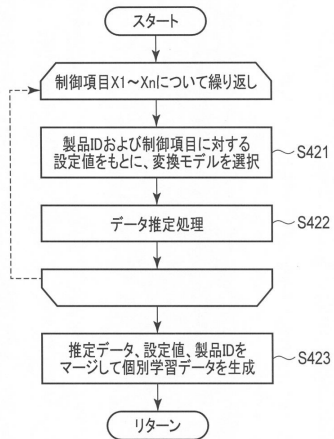 スタート
制御項目X1~Xnについて繰り返し
製品IDおよび制御項目に対する
設定値をもとに、変換モデルを選択
S421
データ推定処理
S422
推定データ、設定値、製品IDを
マージして個別学習データを生成
S423
リターン